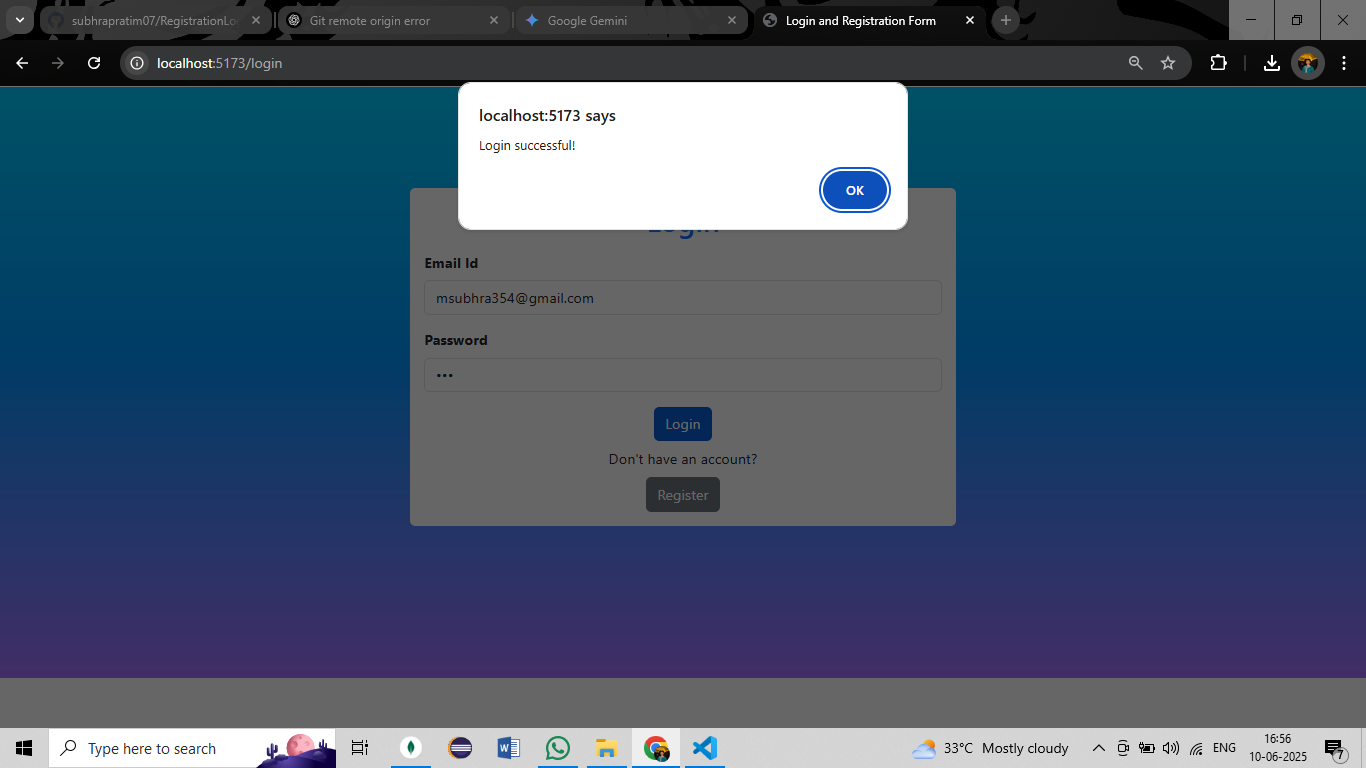 subhrapratim07/RegistrationLo
Git remote origin error
Google Gemini
Login and Registration Form
localhost:5173/login
localhost:5173 says
Login successful!
OK
Login
Email Id
msubhra354@gmail.com
Password
Login
Don't have an account?
Register
Type here to search
33°C Mostly cloudy
ENG
16:56
10-06-2025
7